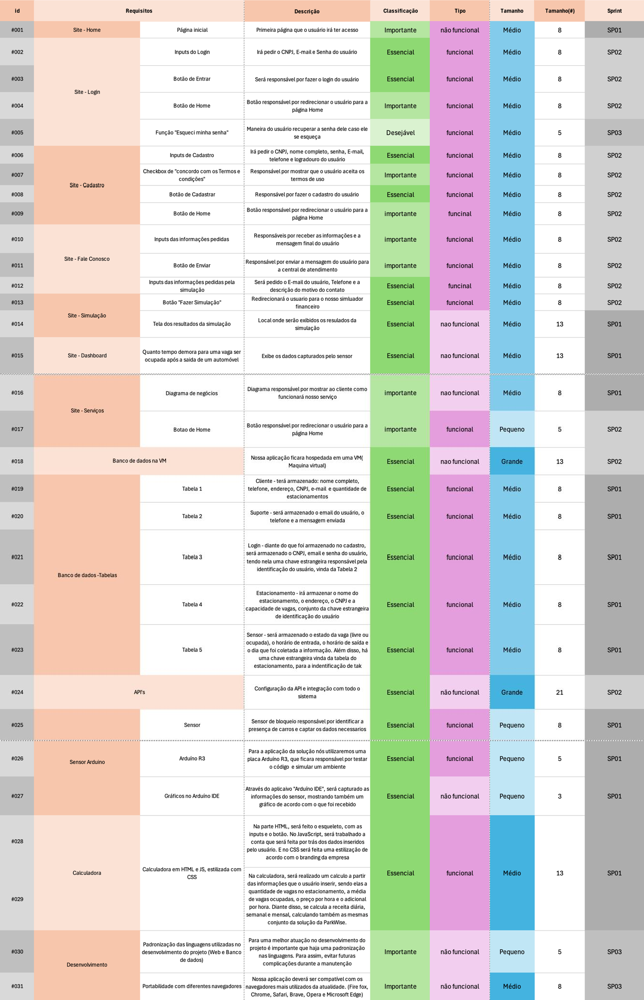 id Requisitos Descrição Classificação Tipo Tamanho Tamanho(#) Sprint
#001 Site - Home Página inicial Primeira página que o usuário irá ter acesso Importante não funcional Médio 8 SP01
#002 Inputs do Login Irá pedir o CNPJ, E-mail e Senha do usuário Essencial funcional Médio 8 SP02
#003 Botão de Entrar Será responsável por fazer o login do usuário Essencial funcional Médio 8 SP02
Site - Login
#004 Botão de Home Botão responsável por redirecionar o usuário para a
página Home Importante funcional Médio 8 SP02
#005 Função "Esqueci minha senha" Maneira do usuário recuperar a senha dele caso ele
se esqueça Desejável funcional Médio 5 SP03
#006 Inputs de Cadastro Irá pedir o CNPJ, nome completo, senha, E-mail,
telefone e logradouro do usuário Essencial funcional Médio 8 SP02
#007 Checkbox de "concordo com os Termos e
condições" Responsável por mostrar que o usuário aceita os
termos de uso Importante funcional Médio 8 SP02
Site - Cadastro
#008 Botão de Cadastrar Responsável por fazer o cadastro do usuário Essencial funcional Médio 8 SP02
#009 Botão de Home Botão responsável por redirecionar o usuário para a
página Home importante funcinal Médio 8 SP02
#010 Inputs das informações pedidas Responsáveis por receber as informações e a
mensagem final do usuário importante funcional Médio 8 SP02
Site - Fale Conosco
#011 Botão de Enviar Responsável por enviar a mensagem do usuário para
a central de atendimento importante funcional Médio 8 SP02
#012 Inputs das informações pedidas pela
simulação Será pedido o E-mail do usuário, Telefone e a
descrição do motivo do contato Essencial funcinal Médio 8 SP02
#013 Botão "Fazer Simulação" Redirecionará o usuario para o nosso simluador
financeiro Essencial funcional Médio 8 SP02
Site - Simulação
#014 Tela dos resultados da simulação Local onde serão exibidos os resulados da
simulação Essencial nao funcional Médio 13 SP01
#015 Site - Dashboard Quanto tempo demora para uma vaga ser
ocupada após a saida de um automóvel Exibe os dados capturados pelo sensor Essencial nao funcional Médio 13 SP01
#016 Diagrama de negócios Diagrama responsável por mostrar ao cliente como
funcionará nosso serviço importante nao funcional Médio 8 SP01
Site - Serviços
#017 Botao de Home Botão responsável por redirecionar o usuário para a
página Home importante funcional Pequeno 5 SP02
#018 Banco de dados na VM Nossa aplicação ficara hospedada em uma VM(
Maquina virtual) Essencial nao funcional Grande 13 SP02
#019 Tabela 1 Cliente - terá armazenado: nome completo,
telefone, endereço, CNPJ, e-mail e quantidade de
estacionamentos Essencial funcional Médio 8 SP01
#020 Tabela 2 Suporte - será armazenado o email do usuário, o
telefone e a mensagem enviada Essencial funcional Médio 8 SP01
#021 Tabela 3 Login - diante do que foi armazenado no cadastro,
será armazenado o CNPJ, email e senha do usuário,
tendo nela uma chave estrangeira responsável pela
identificação do usuário, vinda da Tabela 2 Essencial funcional Médio 8 SP01
Banco de dados -Tabelas
#022 Tabela 4 Estacionamento - irá armazenar o nome do
estacionamento, o endereço, o CNPJ e a
capacidade de vagas, conjunto da chave estrangeira
de identificação do usuário Essencial funcional Médio 8 SP01
#023 Tabela 5 Sensor - será armazenado o estado da vaga (livre ou
ocupada), o horário de entrada, o horário de saída e
o dia que foi coletada a informação. Além disso, há
uma chave estrangeira vinda da tabela do
estacionamento, para a indentificação de tak Essencial funcional Médio 8 SP01
#024 API's Configuração da API e integração com todo o
sistema Essencial não funcional Grande 21 SP02
#025 Sensor Sensor de bloqueio responsável por identificar a
presença de carros e captar os dados necessarios Essencial funcional Pequeno 8 SP01
Sensor Arduino
#026 Arduíno R3 Para a aplicação da solução nós utilizaremos uma
placa Arduíno R3, que ficara responsável por testar
o código e simular um ambiente Essencial funcional Pequeno 5 SP01
#027 Gráficos no Arduíno IDE Através do aplicaivo "Arduíno IDE", será capturado as
informações do sensor, mostrando também um
gráfico de acordo com o que foi recebido Essencial não funcional Pequeno 3 SP01
#028 Na parte HTML, será feito o esqueleto, com as
inputs e o botão. No JavaScript, será trabalhado a
conta que será feita por trás dos dados inseridos
pelo usuário. E no CSS será feita uma estilização de
acordo com o branding da empresa
Calculadora Calculadora em HTML e JS, estilizada com
CSS Essencial funcional Médio 13 SP01
#029 Na calculadora, será realizado um calculo a partir
das informações que o usuário inserir, sendo elas a
quantidade de vagas no estacionamento, a média
de vagas ocupadas, o preço por hora e o adicional
por hora. Diante disso, se calcula a receita diária,
semanal e mensal, calculando também as mesmas
conjunto da solução da ParkWise.
#030 Padronização das linguagens utilizadas no
desenvolvimento do projeto (Web e Banco
de dados) Para uma melhor atuação no desenvolvimento do
projeto é importante que haja uma padronização
nas linguagens. Para assim, evitar futuras
complicações durante a manutenção Importante não funcional Pequeno 5 SP03
Desenvolvimento
#031 Portabilidade com diferentes navegadores Nossa aplicação deverá ser compatível com os
navegadores mais utilizados da atualidade. (Fire fox,
Chrome, Safari, Brave, Opera e Microsoft Edge) Importante não funcional Médio 8 SP03